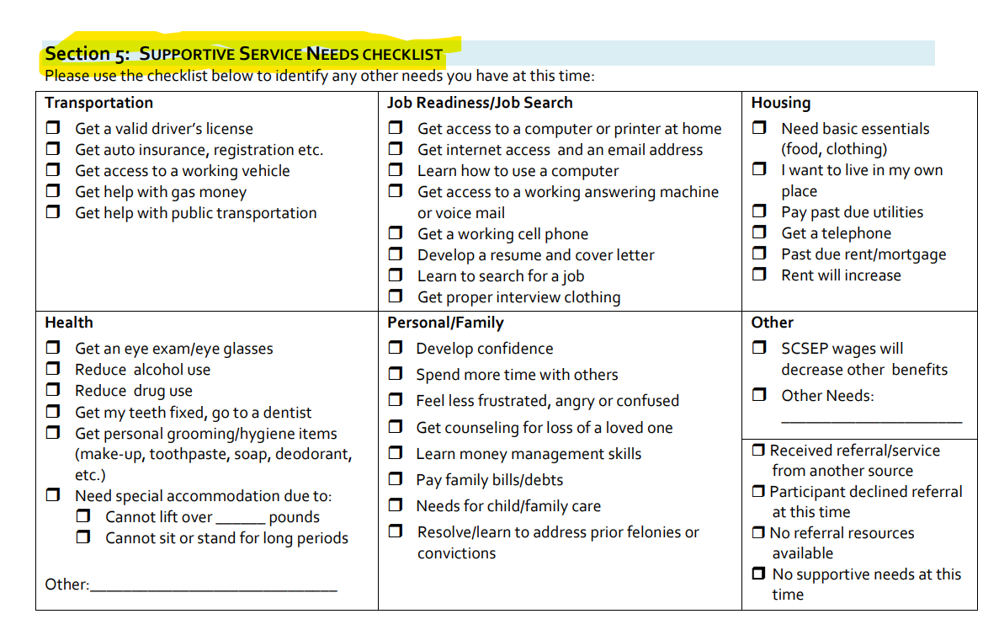 Section 5: SUPPORTIVE SERVICE NEEDS CHECKLIST
Please use the checklist below to identify any other needs you have at this time:
Transportation
❒ Get a valid driver’s license
❒ Get auto insurance, registration etc.
❒ Get access to a working vehicle
❒ Get help with gas money
❒ Get help with public transportation
Job Readiness/Job Search
❒ Get access to a computer or printer at home
❒ Get internet access and an email address
❒ Learn how to use a computer
❒ Get access to a working answering machine
or voice mail
❒ Get a working cell phone
❒ Develop a resume and cover letter
❒ Learn to search for a job
❒ Get proper interview clothing
Housing
❒ Need basic essentials
(food, clothing)
❒ I want to live in my own
place
❒ Pay past due utilities
❒ Get a telephone
❒ Past due rent/mortgage
❒ Rent will increase
Health
❒ Get an eye exam/eye glasses
❒ Reduce alcohol use
❒ Reduce drug use
❒ Get my teeth fixed, go to a dentist
❒ Get personal grooming/hygiene items
(make-up, toothpaste, soap, deodorant,
etc.)
❒ Need special accommodation due to:
❒ Cannot lift over ______ pounds
❒ Cannot sit or stand for long periods
Other:______________________________
Personal/Family
❒ Develop confidence
❒ Spend more time with others
❒ Feel less frustrated, angry or confused
❒ Get counseling for loss of a loved one
❒ Learn money management skills
❒ Pay family bills/debts
❒ Needs for child/family care
❒ Resolve/learn to address prior felonies or
convictions
Other
❒ SCSEP wages will
decrease other benefits
❒ Other Needs:
______________________
❒ Received referral/service
from another source
❒ Participant declined referral
at this time
❒ No referral resources
available
❒ No supportive needs at this
time